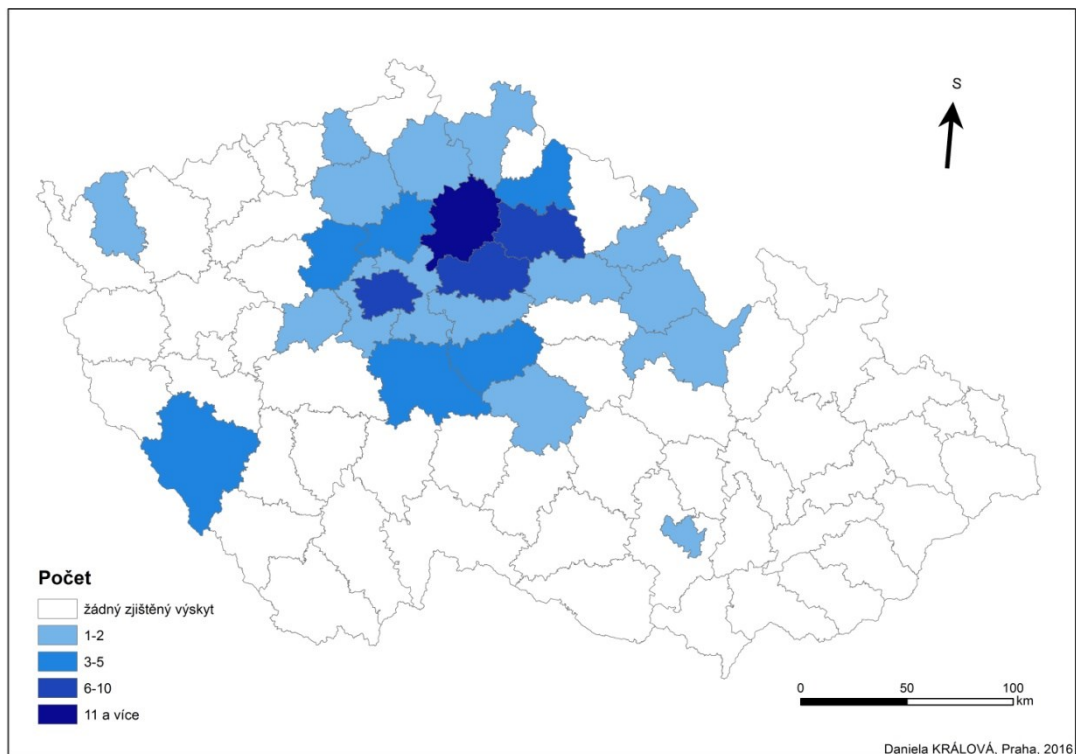 S
Počet
žádný zjištěný výskyt
1-2
3-5
6-10
11 a více
0 50 100
km
Daniela KRÁLOVÁ, Praha, 2016